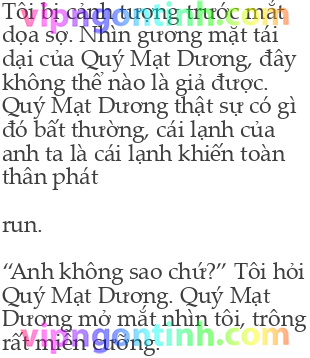 Tôi bị cảnh tượng trước mắt
dọa sợ. Nhìn gương mặt tái
dại của Quý Mạt Dương, đây
không thể nào là giả được.
Quý Mạt Dương thật sự có gì
đó bất thường, cái lạnh của
anh ta là cái lạnh khiến toàn
thân phát
run.
“Anh không sao chứ?” Tôi hỏi
Quý Mạt Dương. Quý Mạt
Dương mở mắt nhìn tôi, trông
rất miễn cưỡng.
vipngontinh.com
vipngontinh.com